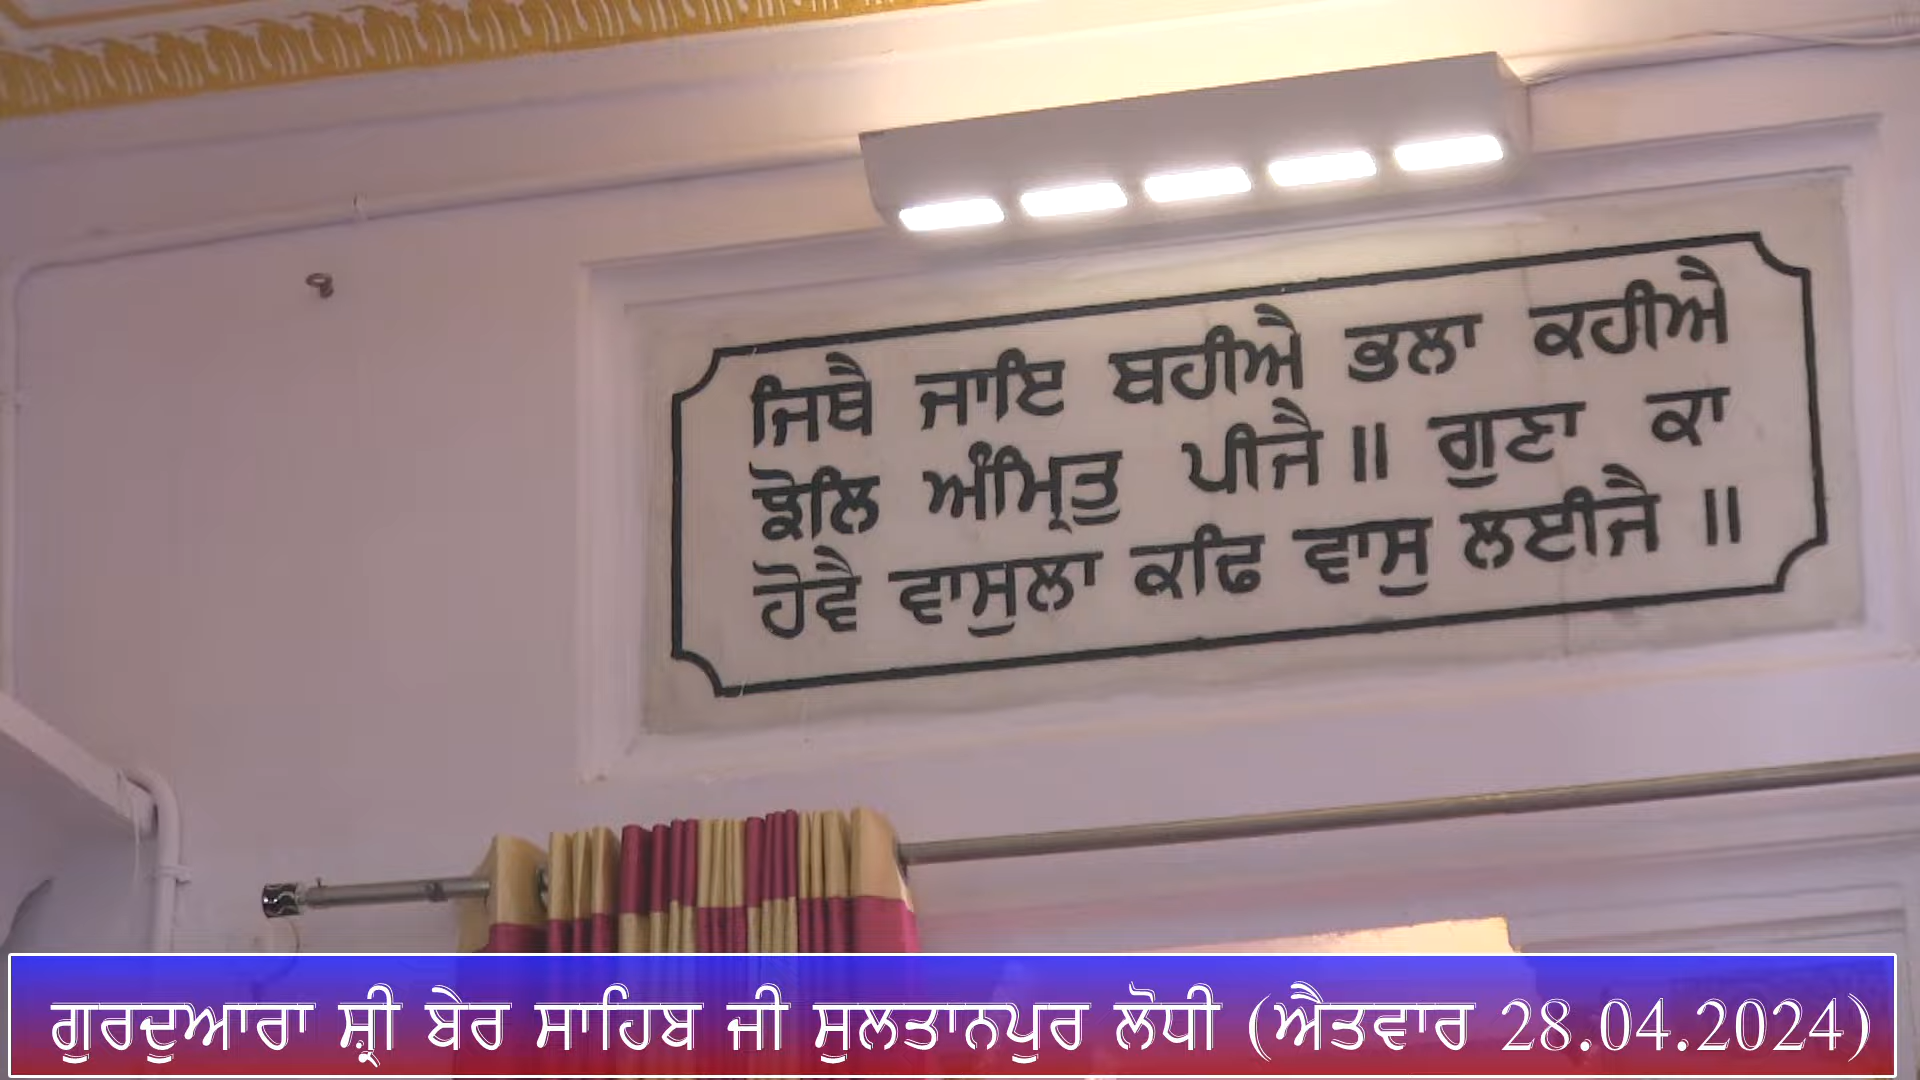 ਜਿਥੈ ਜਾਇ ਬਹੀਐ ਭਲਾ ਕਹੀਐ
ਝੋਲਿ ਅੰਮ੍ਰਿਤੁ ਪੀਜੈ ॥ ਗੁਣਾ ਕਾ
ਹੋਵੈ ਵਾਸੁਲਾ ਕਢਿ ਵਾਸੁ ਲਈਜੈ ॥
ਗੁਰਦੁਆਰਾ ਸ਼੍ਰੀ ਬੇਰ ਸਾਹਿਬ ਜੀ ਸੁਲਤਾਨਪੁਰ ਲੋਧੀ (ਐਤਵਾਰ 28.04.2024)